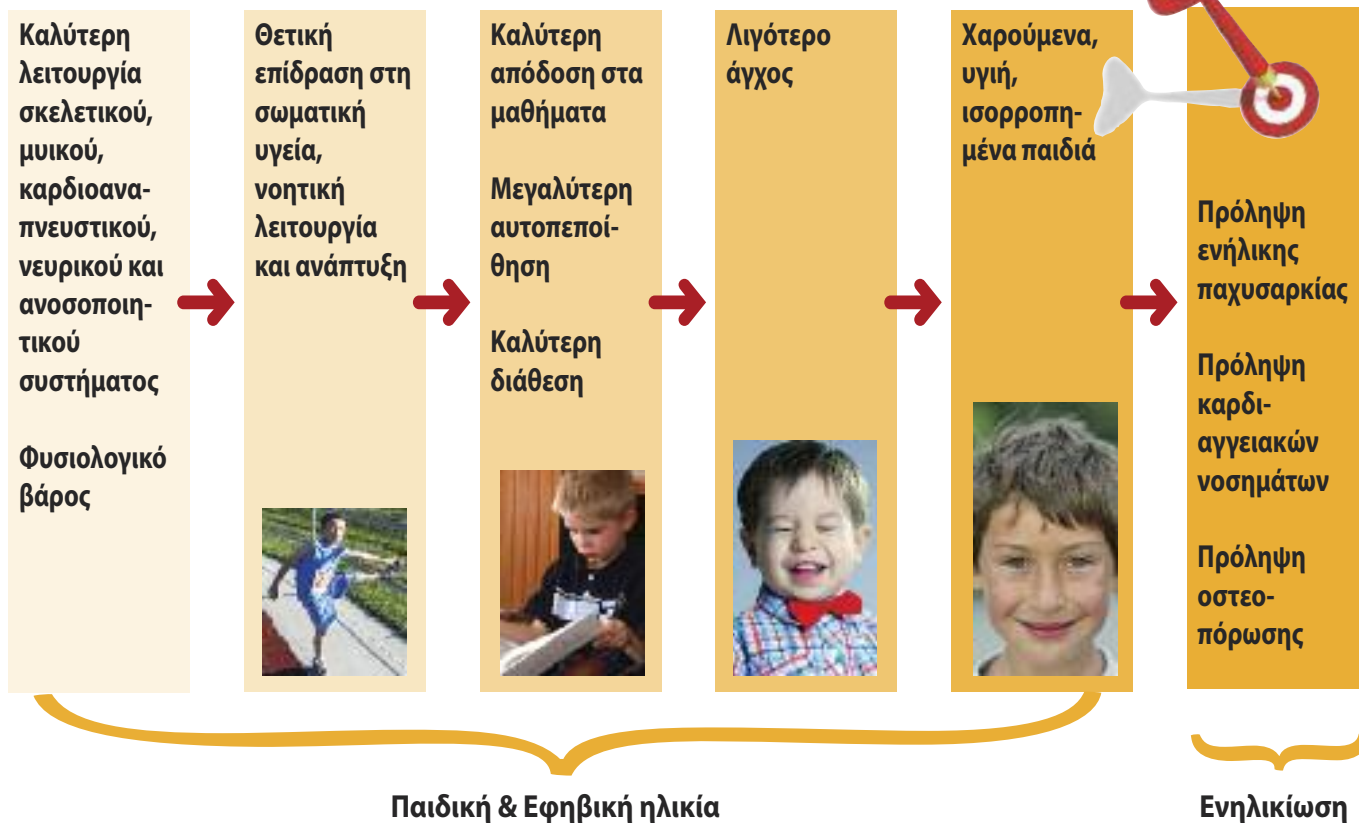 Καλύτερη
λειτουργία
σκελετικού,
μυικού,
καρδιοανα-
πνευστικού,
νευρικού και
ανοσοποιη-
τικού
συστήματος
Φυσιολογικό
βάρος
Θετική
επίδραση στη
σωματική
υγεία,
νοητική
λειτουργία
και ανάπτυξη
Καλύτερη
απόδοση στα
μαθήματα
Μεγαλύτερη
αυτοπεποί-
θηση
Καλύτερη
διάθεση
Λιγότερο
άγχος
Χαρούμενα,
υγιή,
ισορροπη-
μένα παιδιά
Πρόληψη
ενήλικης
παχυσαρκίας
Πρόληψη
καρδι-
αγγειακών
νοσημάτων
Πρόληψη
οστεο-
πόρωσης
Παιδική & Εφηβική ηλικία
Ενηλικίωση